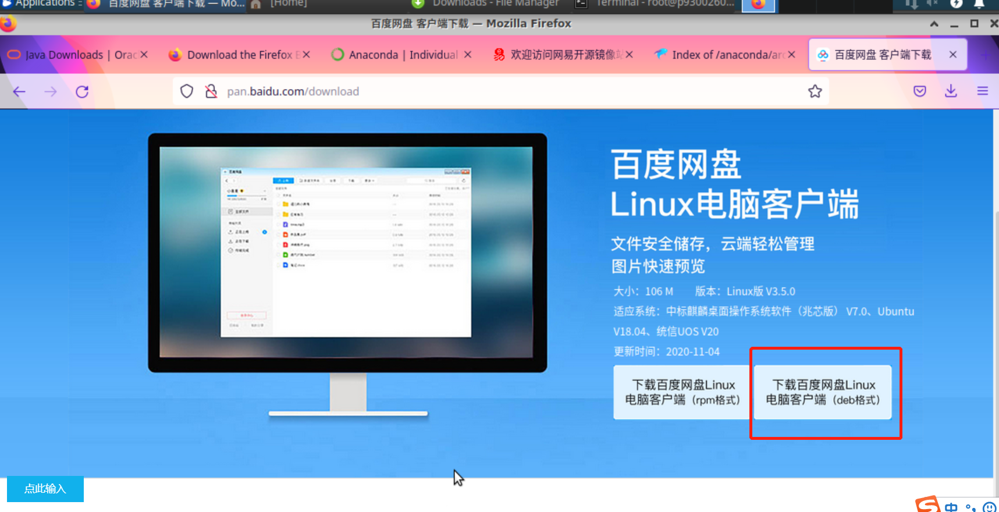 Applications
百度网盘 客户端下载 — Mo...
[Home]
Downloads - File Manager
Terminal - root@p9300260...
百度网盘 客户端下载 — Mozilla Firefox
Java Downloads | Orac
Download the Firefox B
Anaconda | Individual
欢迎访问网易开源镜像站
Index of /anaconda/arc
百度网盘 客户端下载
pan.baidu.com/download
百度网盘
Linux电脑客户端
文件安全储存，云端轻松管理
图片快速预览
大小：106 M 版本：Linux版 V3.5.0
适应系统：中标麒麟桌面操作系统软件（兆芯版） V7.0、Ubuntu
V18.04、统信UOS V20
更新时间：2020-11-04
下载百度网盘Linux
电脑客户端（rpm格式）
下载百度网盘Linux
电脑客户端（deb格式）
点此输入
中